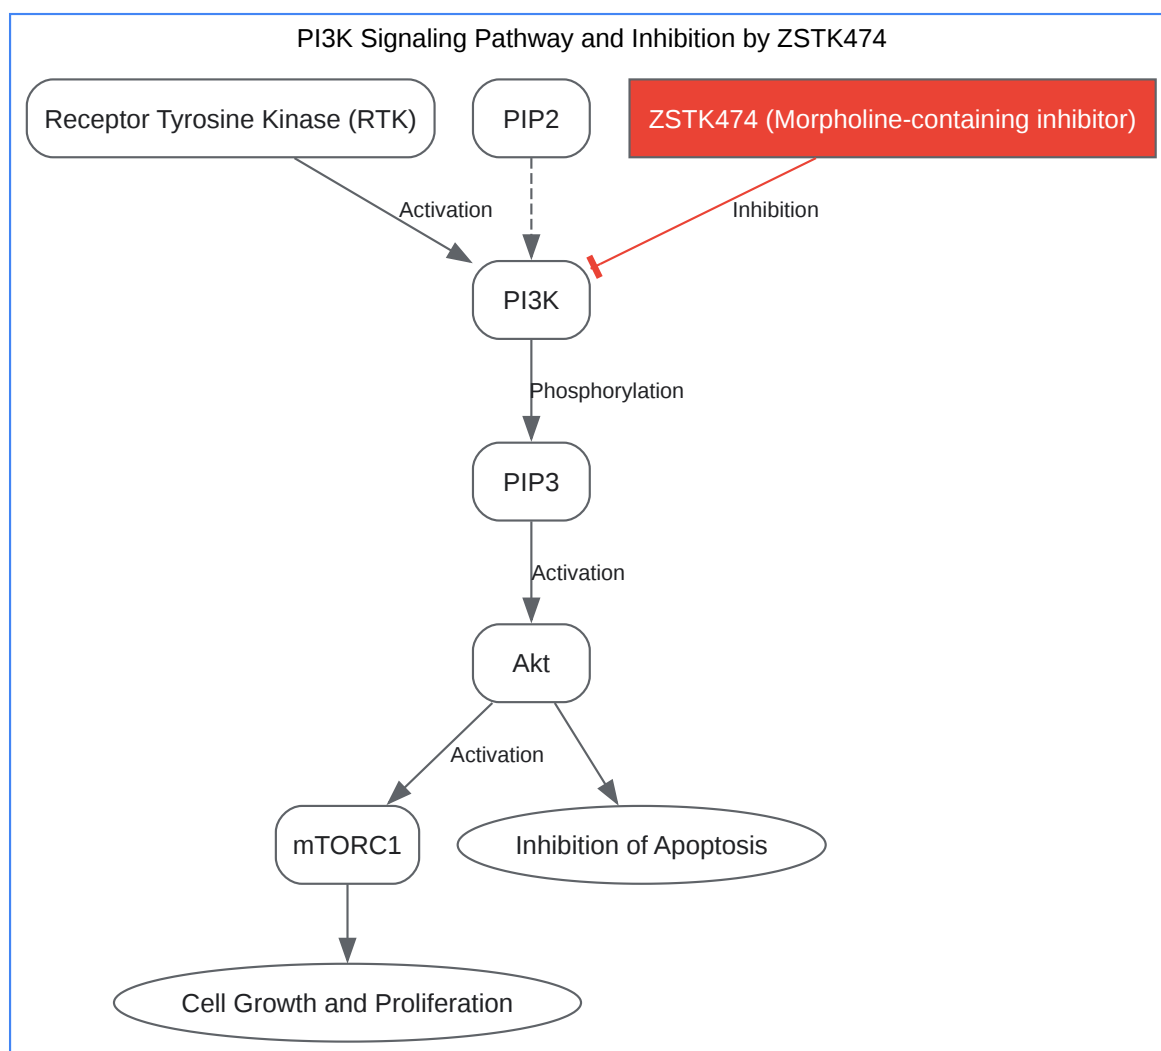 PI3K Signaling Pathway and Inhibition by ZSTK474
Receptor Tyrosine Kinase (RTK)
PIP2
ZSTK474 (Morpholine-containing inhibitor)
Activation
Inhibition
PI3K
Phosphorylation
PIP3
Activation
Akt
Activation
mTORC1
Inhibition of Apoptosis
Cell Growth and Proliferation